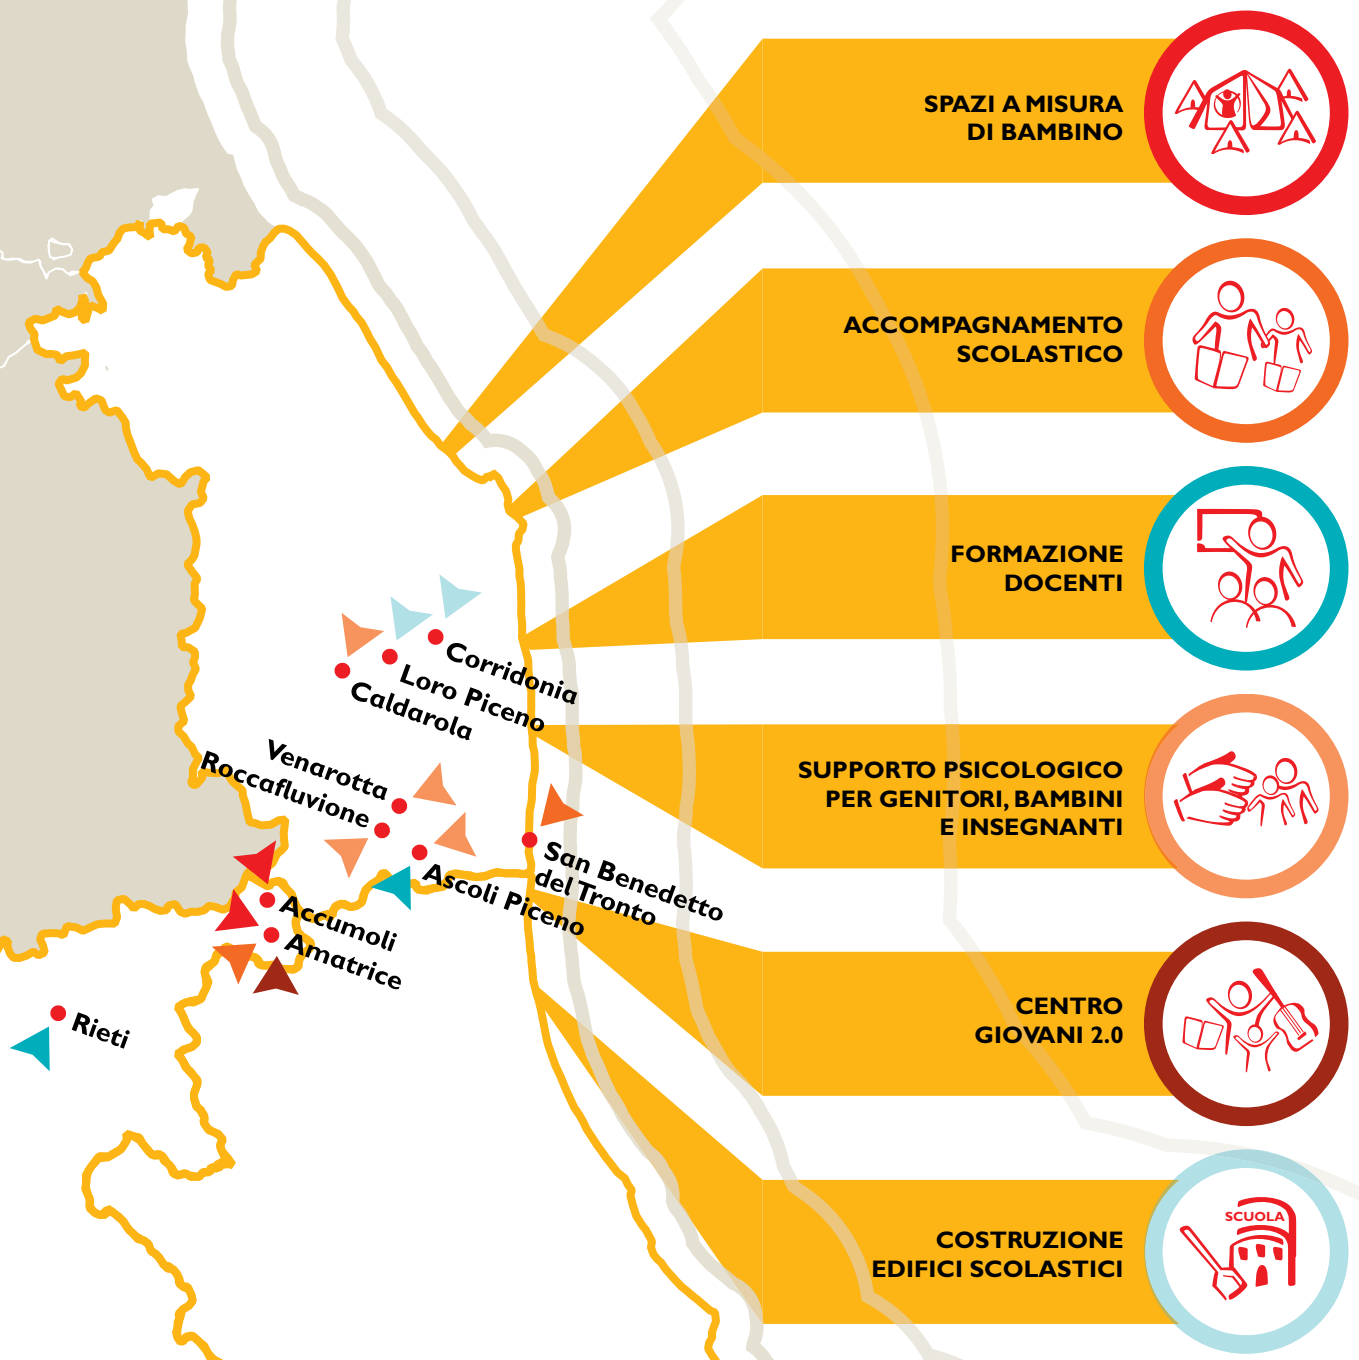 SPAZI A MISURA
DI BAMBINO
ACCOMPAGNAMENTO
SCOLASTICO
FORMAZIONE
DOCENTI
Corridonia
Loro Piceno
Caldarola
Venarotta
Roccafluvione
SUPPORTO PSICOLOGICO
PER GENITORI, BAMBINI
E INSEGNANTI
San Benedetto
del Tronto
Ascoli Piceno
Accumoli
Amatrice
Rieti
CENTRO
GIOVANI 2.0
SCUOLA
COSTRUZIONE
EDIFICI SCOLASTICI